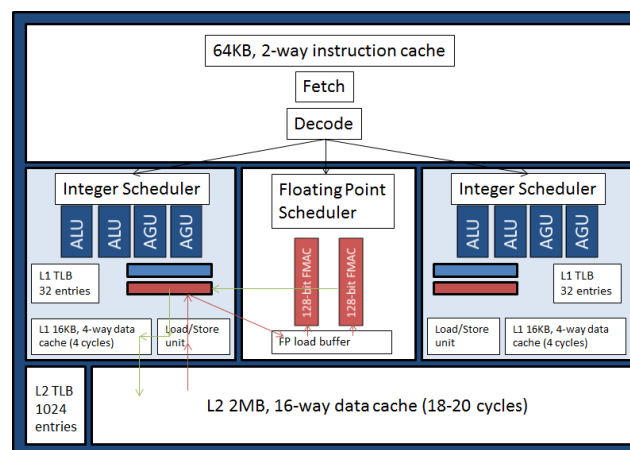 64KB, 2-way instruction cache
Fetch
Decode
Integer Scheduler
ALU
ALU
AGU
AGU
L1 TLB
32 entries
L1 16KB, 4-way data
cache (4 cycles)
Load/Store
unit
Floating Point
Scheduler
128-bit FMAC
128-bit FMAC
FP load buffer
Integer Scheduler
ALU
ALU
AGU
AGU
L1 TLB
32 entries
Load/Store
unit
L1 16KB, 4-way data
cache (4 cycles)
L2 TLB
1024
entries
L2 2MB, 16-way data cache (18-20 cycles)